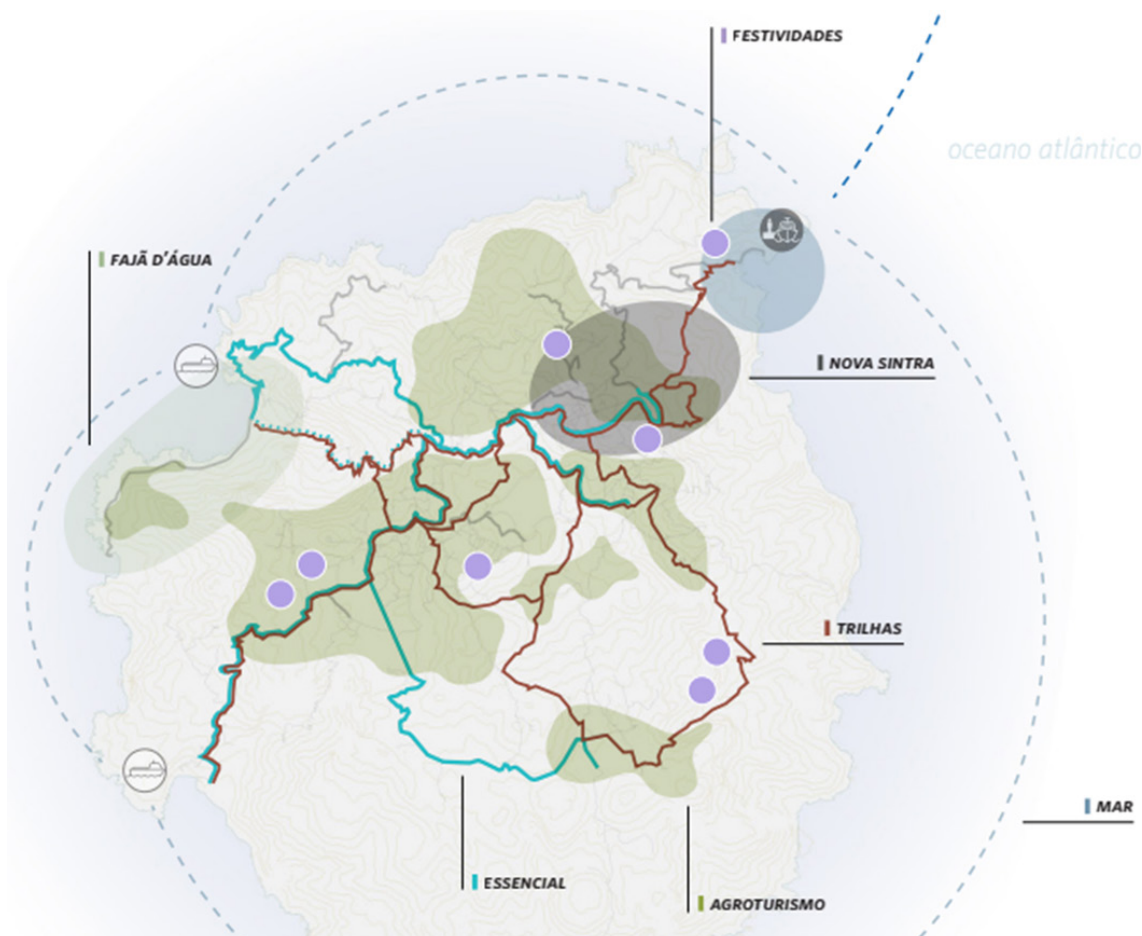 FESTIVIDADES
oceano atlântico
FAJÃ D'ÁGUA
NOVA SINTRA
TRILHAS
MAR
ESSENCIAL
AGROTURISMO